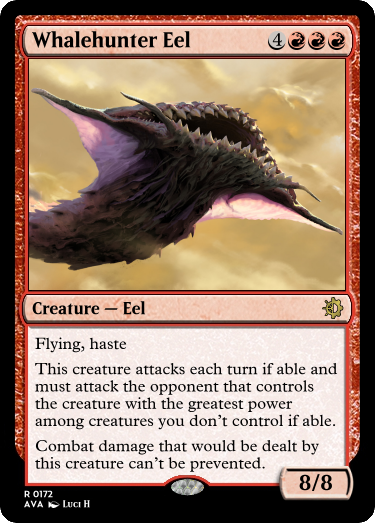 Whalehunter Eel 4
Creature — Eel
Flying, haste
This creature attacks each turn if able and
must attack the opponent that controls
the creature with the greatest power
among creatures you don't control if able.
Combat damage that would be dealt by
this creature can't be prevented.
8/8
R 0172
AVA Luci H